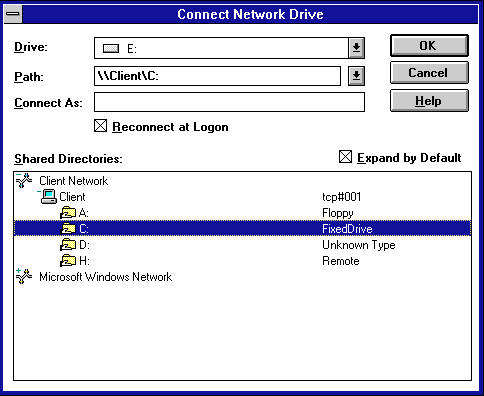 Connect Network Drive
Drive: E: OK
Path: \\Client\C: Cancel
Connect As: Help
Reconnect at Logon
Shared Directories: Expand by Default
Client Network
Client tcp#001
A: Floppy
C: FixedDrive
D: Unknown Type
H: Remote
Microsoft Windows Network